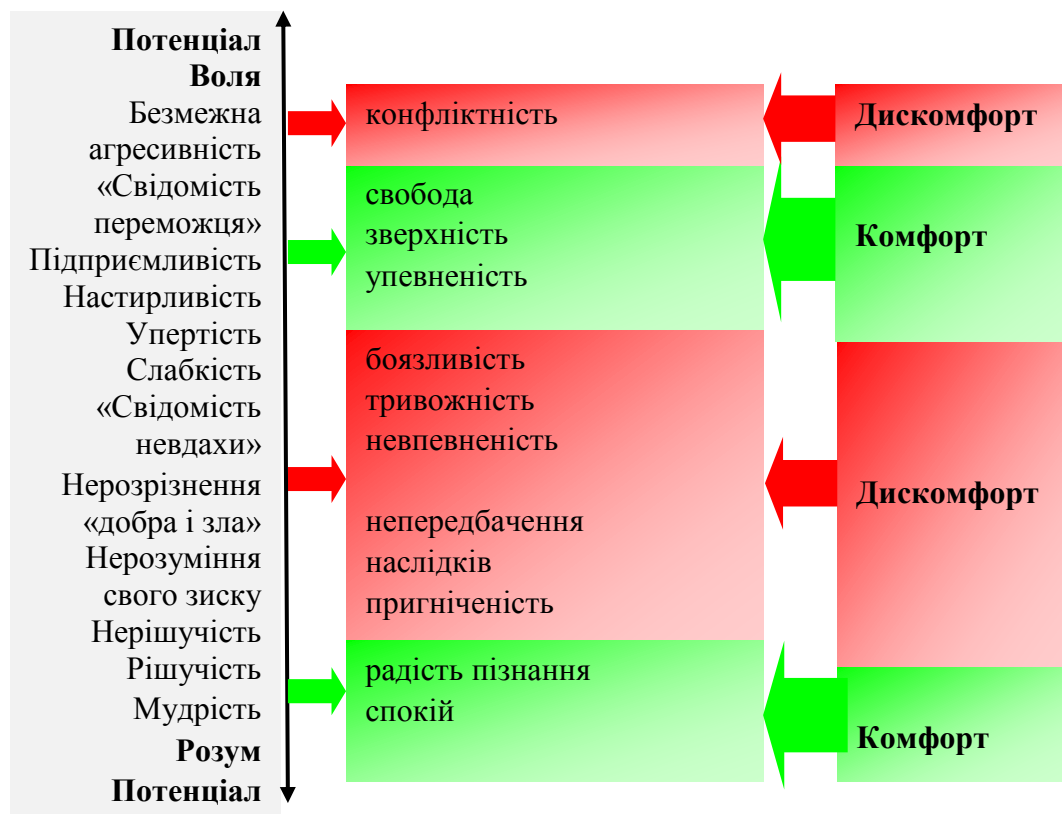 Потенціал
Воля
Безмежна
агресивність
«Свідомість
переможця»
Підприємливість
Настирливість
Упертість
Слабкість
«Свідомість
невдахи»
Нерозрізнення
«добра і зла»
Нерозуміння
свого зиску
Нерішучість
Рішучість
Мудрість
Розум
Потенціал
конфліктність
свобода
зверхність
упевненість
боязливість
тривожність
невпевненість
непередбачення
наслідків
пригніченість
радість пізнання
спокій
Дискомфорт
Комфорт
Дискомфорт
Комфорт